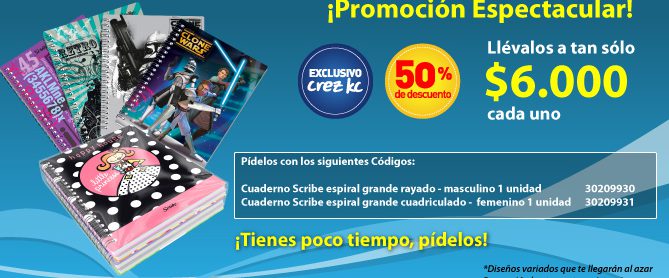 ¡Promoción Espectacular!
CLONE WARS
RETRO
45
EXCLUSIVO
crez kc
50%
de descuento
Llévalos a tan sólo
$6.000
cada uno
Pídelos con los siguientes Códigos:
Cuaderno Scribe espiral grande rayado - masculino 1 unidad 30209930
Cuaderno Scribe espiral grande cuadriculado - femenino 1 unidad 30209931
¡Tienes poco tiempo, pídelos!
*Diseños variados que te llegarán al azar